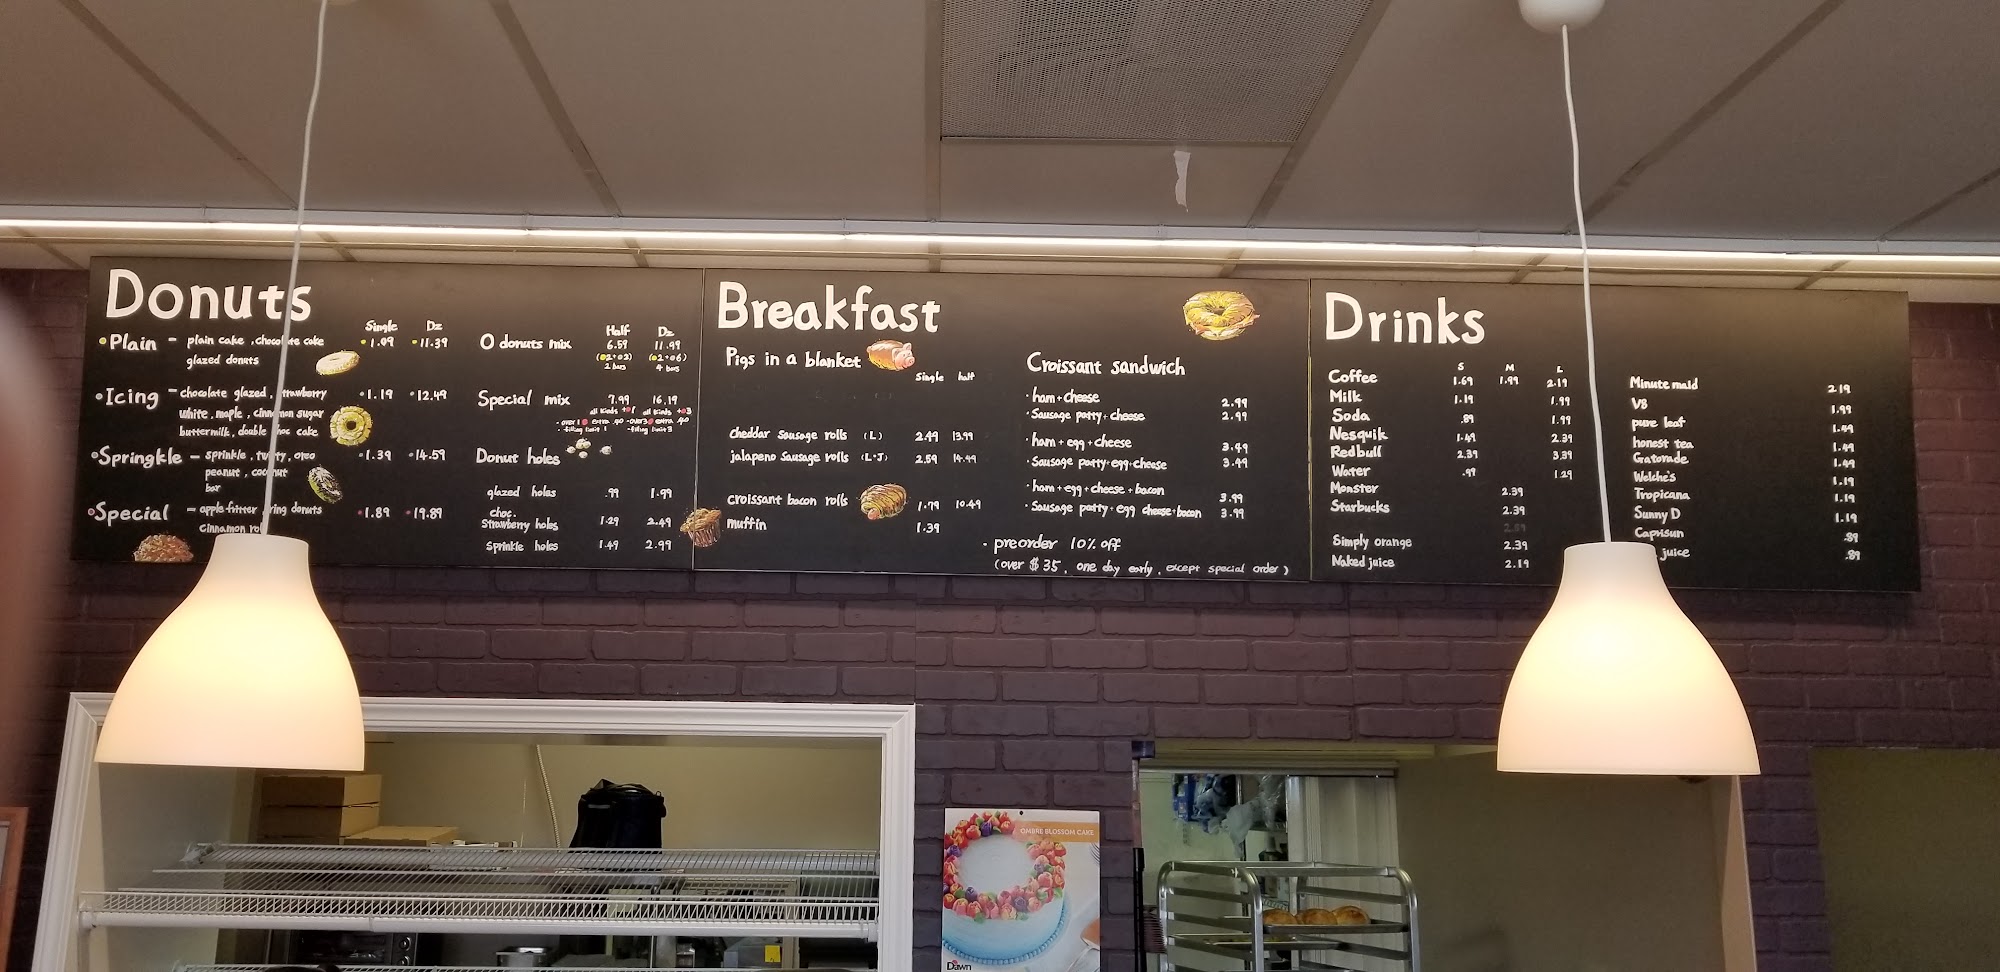 Donuts
Single Dz
Plain - plain cake, chocolate cake 1.09 11.39
glazed donuts
Icing - chocolate glazed, strawberry 1.19 12.49
white, maple, cinnamon sugar
buttermilk, double choc cake
Springkle - sprinkle, twisty, oreo 1.39 14.59
peanut, coconut
bar
Special - apple fritter, ring donuts 1.89 19.89
cinnamon roll
Half Dz
O donuts mix 6.59 11.99
2 bars 4 bars
Special mix 7.99 16.19
Donut holes
glazed holes .99 1.99
choc.
Strawberry holes 1.29 2.49
Sprinkle holes 1.49 2.99
Breakfast
Pigs in a blanket
Single half
cheddar sausage rolls (L) 2.49 13.99
jalapeno sausage rolls (L·J) 2.59 14.99
croissant bacon rolls 1.79 10.49
muffin 1.39
Croissant sandwich
· ham + cheese 2.99
· Sausage patty + cheese 2.99
· ham + egg + cheese 3.49
· Sausage patty + egg + cheese 3.49
· ham + egg + cheese + bacon 3.99
· Sausage patty + egg cheese + bacon 3.99
· preorder 10% off
(over $35, one day early, except special order)
Drinks
S M L
Coffee 1.69 1.99 2.19
Milk 1.19 1.99
Soda .89 1.99
Nesquik 1.49 2.39
Redbull 2.39 3.39
Water .99 1.29
Monster 2.39
Starbucks 2.39
Simply orange 2.39
Naked juice 2.19
Minute maid 2.19
V8 1.99
pure leaf 1.49
honest tea 1.49
Gatorade 1.49
Welche's 1.19
Tropicana 1.19
Sunny D 1.19
Caprisun .89
juice .89
OMBRE BLOSSOM CAKE
Dawn